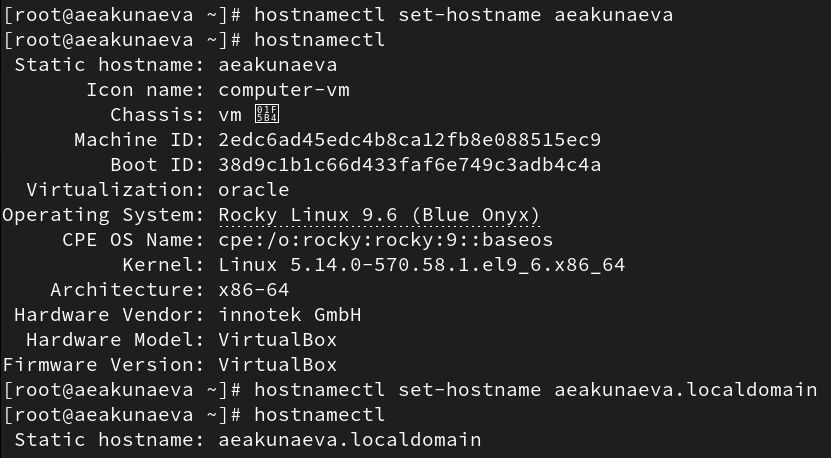 [root@aeakunaeva ~]# hostnamectl set-hostname aeakunaeva
[root@aeakunaeva ~]# hostnamectl
Static hostname: aeakunaeva
Icon name: computer-vm
Chassis: vm 🖴
Machine ID: 2edc6ad45edc4b8ca12fb8e088515ec9
Boot ID: 38d9c1b1c66d433faf6e749c3adb4c4a
Virtualization: oracle
Operating System: Rocky Linux 9.6 (Blue Onyx)
CPE OS Name: cpe:/o:rocky:rocky:9::baseos
Kernel: Linux 5.14.0-570.58.1.el9_6.x86_64
Architecture: x86-64
Hardware Vendor: innotek GmbH
Hardware Model: VirtualBox
Firmware Version: VirtualBox
[root@aeakunaeva ~]# hostnamectl set-hostname aeakunaeva.localdomain
[root@aeakunaeva ~]# hostnamectl
Static hostname: aeakunaeva.localdomain